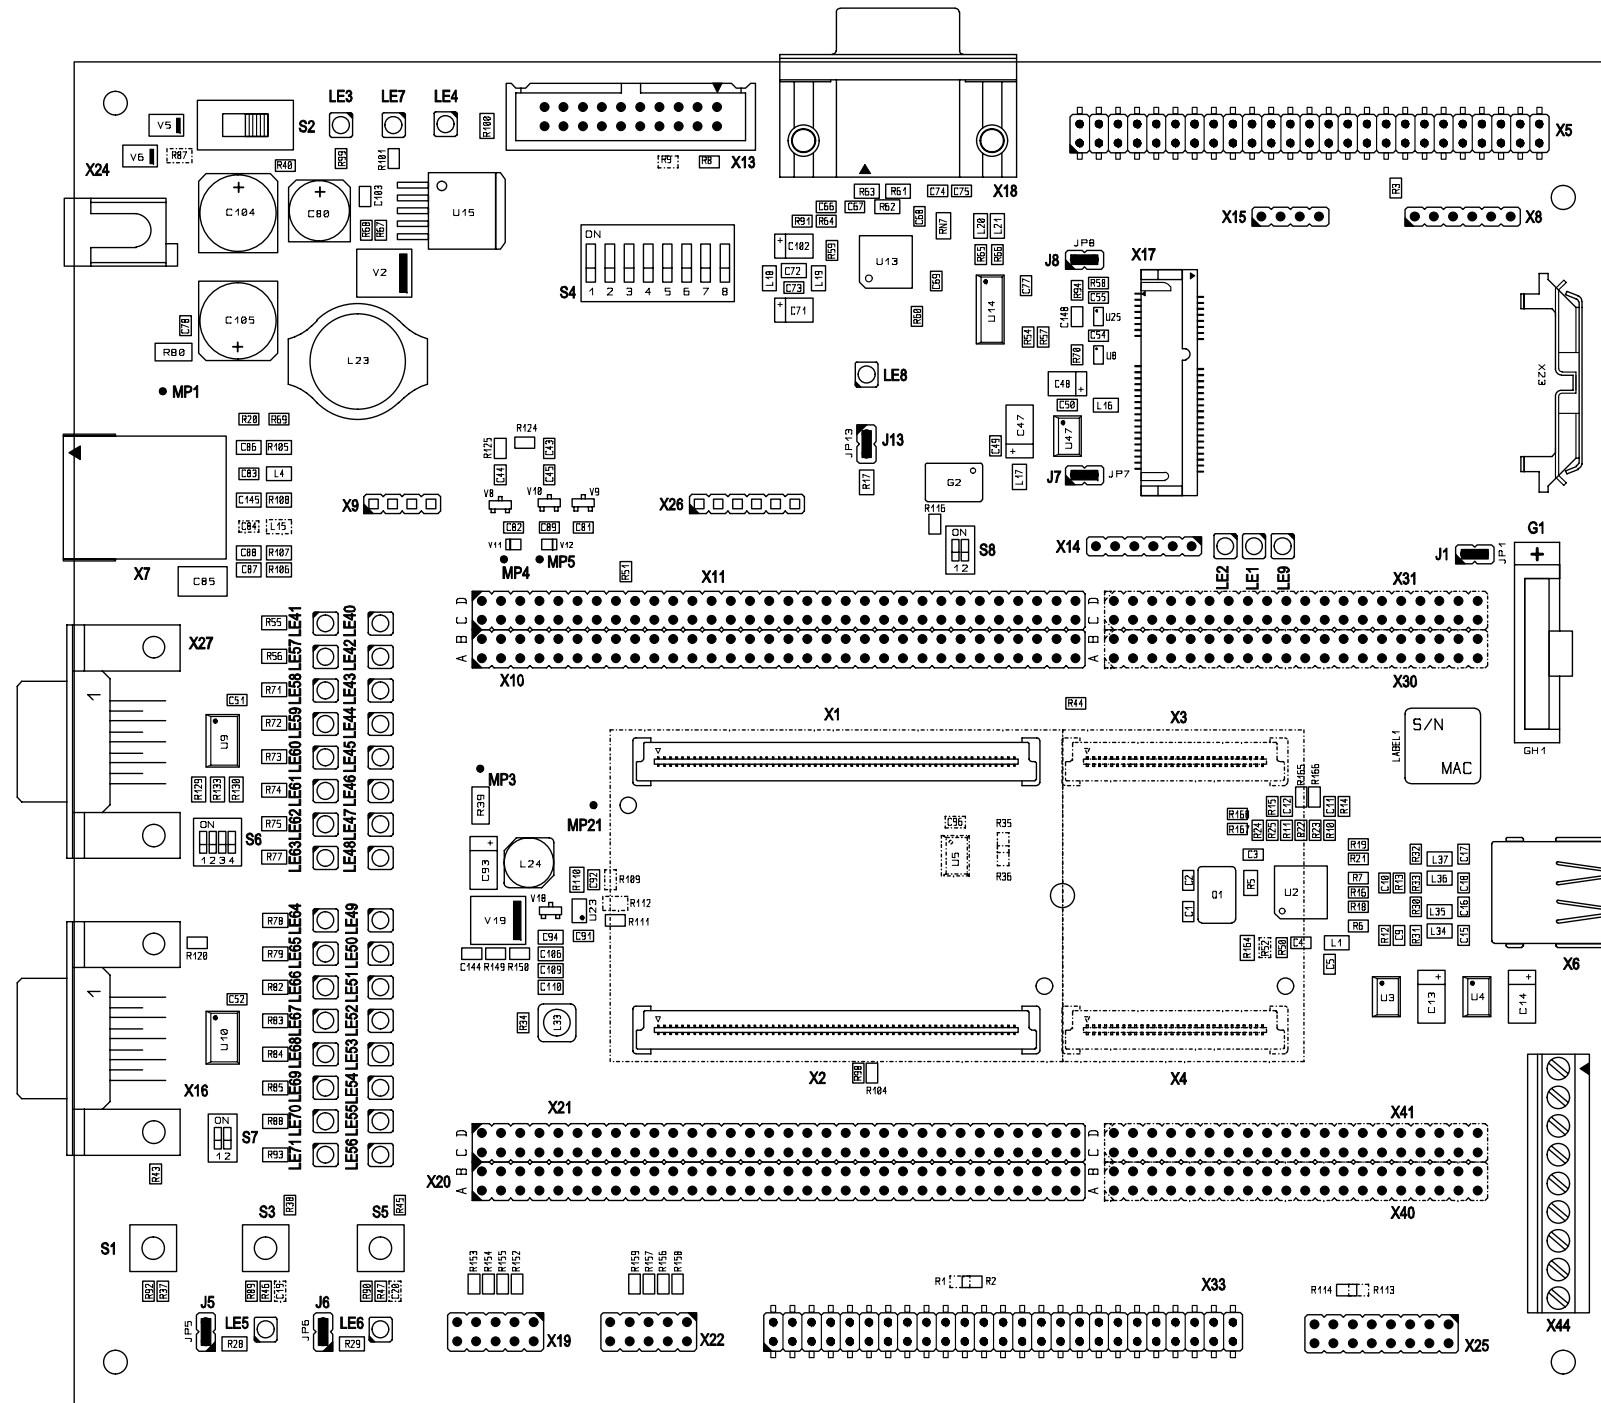 LE3 LE7 LE4
V5 S2 R100
V6 R87 R99 R101
X24 R40
X13 R9 R8
X18
X5
R3
C104 C80 C103 U15
R68 R67
V2
R63 R61 C74 C75
C66 C67 R62 C68
R91 R64 RN7 L20 L21
C102 R59 U13 R65 R66
L18 C72 L19 C73 C69
C71 R60 U14 C77
ON
S4
1 2 3 4 5 6 7 8
X15 X8
JP8
J8 X17
R94 R58 C55
C148 U25
R54 R57 C54
R70 U8
C105 C78
R80
L23
MP1
LE8
C48
C50 L16
C47 C49 U47
X23
JP13 J13
R17
L17 J7 JP7
G2
R116
R20 R69
C86 R105
C83 L4
C145 R108
C84 L15
C88 R107
C87 R106
X7 C85
R124 R125 C43
C44 C45
V8 V10 V9
C82 C89 C81
V11 V12
MP4 MP5
X9 X26
ON
S8
1 2
X14
LE2 LE1 LE9
J1 JP1
G1
R51 X11 X31
D D
C C
B B
A A
X10 X30
GH1
X27
R55 LE41 LE40
R56 LE57 LE42
R71 LE58 LE43
C51
R72 LE59 LE44
U9
R73 LE60 LE45
R74 LE61 LE46
R129 R133 R130
R75 LE62 LE47
R77 LE63 LE48
1
ON
S6
1 2 3 4
R44
X1 X3
S/N
MAC
LABEL1
MP3
R39
MP21
C93 L24
R110 C92 R109
V18 U23 R112
V19 R111
C94 C91
C144 R149 R150 C106
C109
C110
R34 L33
C96 U5 R35
R36
R165 R166
R168 R15 C12 C11 R14
R167 R24 R25 R11 R22 R23 R10
C3
C2 Q1 R5 U2
C1
R19
R21
R7
R16
R18
R6
R164 R52 R50 C4 L1
C5
R32 L37 C17
C10 R13 R33 L36 C18
R30 L35 C16
R12 C9 R31 L34 C15
X6
U3 C13 U4 C14
X2 R98 R104 X4
1
R120
R78 LE64 LE49
R79 LE65 LE50
R82 LE66 LE51
C52
R83 LE67 LE52
U10
R84 LE68 LE53
R85 LE69 LE54
X16
R88 LE70 LE55
R93 LE71 LE56
ON
S7
1 2
R43
X21 X41
D D
C C
B B
A A
X20 X40
S1 S3 R38 S5 R45
R92 R37 R89 R46 C19 R90 R47 C20
J5 JP5 LE5 R28
J6 JP6 LE6 R29
R153 R154 R155 R152
X19
R159 R157 R156 R158
X22
R1 R2
X33
R114 R113
X25
X44